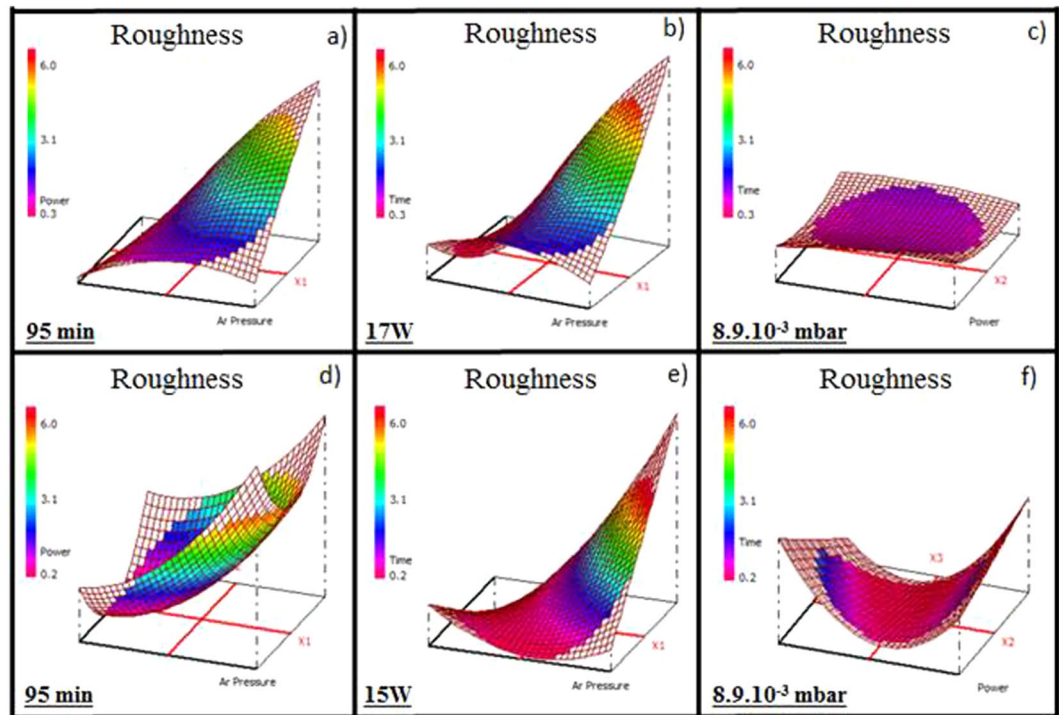 Roughness
a)
6.0
3.1
Power
0.3
X1
Ar Pressure
95 min
Roughness
b)
6.0
3.1
Time
0.3
X1
Ar Pressure
17W
Roughness
c)
6.0
3.1
Time
0.3
X2
Power
8.9.10⁻³ mbar
Roughness
d)
6.0
3.1
Power
0.2
X1
Ar Pressure
95 min
Roughness
e)
6.0
3.1
Time
0.2
X1
Ar Pressure
15W
Roughness
f)
6.0
3.1
Time
0.2
X3
X2
Power
8.9.10⁻³ mbar